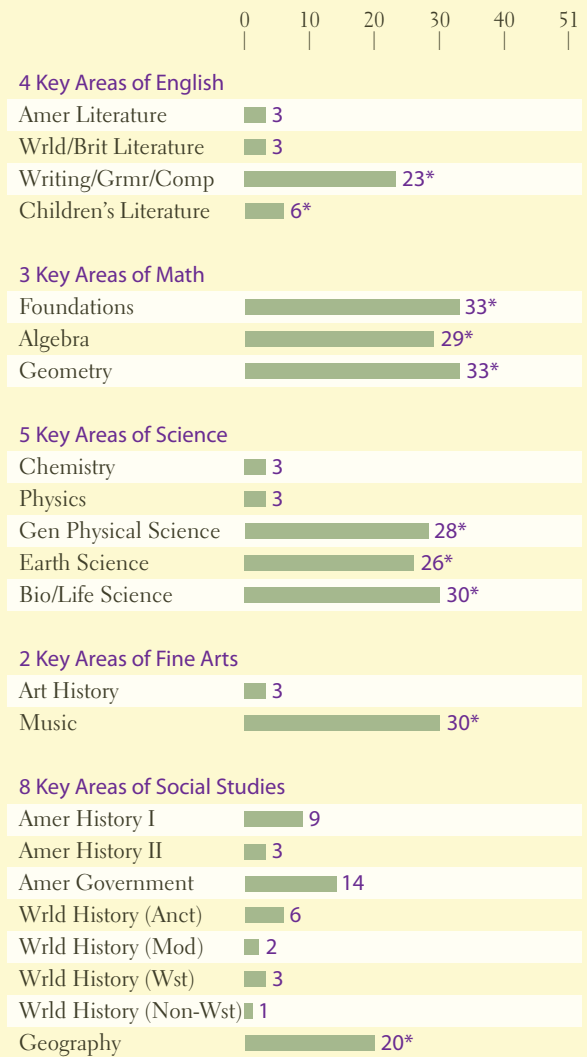 0 10 20 30 40 51
4 Key Areas of English
Amer Literature 3
Wrld/Brit Literature 3
Writing/Grmr/Comp 23*
Children’s Literature 6*
3 Key Areas of Math
Foundations 33*
Algebra 29*
Geometry 33*
5 Key Areas of Science
Chemistry 3
Physics 3
Gen Physical Science 28*
Earth Science 26*
Bio/Life Science 30*
2 Key Areas of Fine Arts
Art History 3
Music 30*
8 Key Areas of Social Studies
Amer History I 9
Amer History II 3
Amer Government 14
Wrld History (Anct) 6
Wrld History (Mod) 2
Wrld History (Wst) 3
Wrld History (Non-Wst) 1
Geography 20*